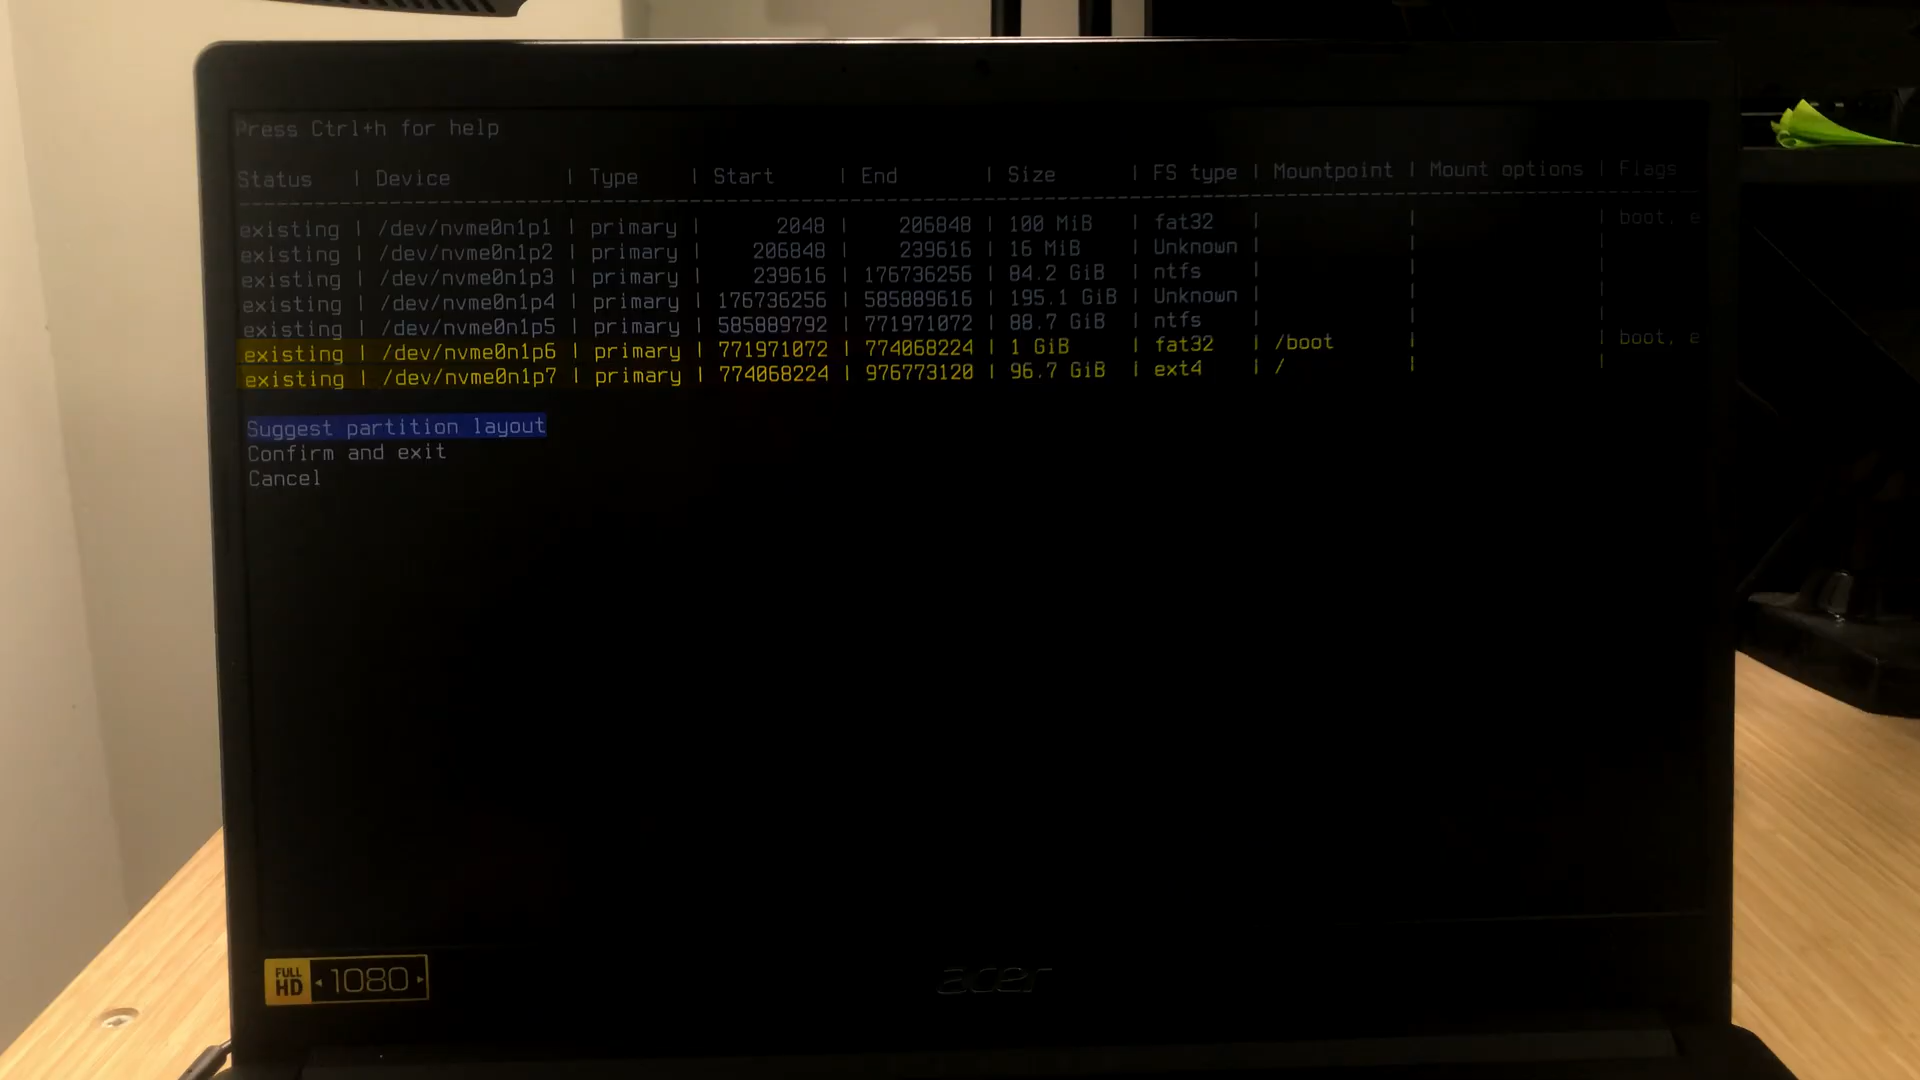 Press Ctrl+h for help
Status | Device | Type | Start | End | Size | FS type | Mountpoint | Mount options | Flags
existing | /dev/nvme0n1p1 | primary | 2048 | 206848 | 100 MiB | fat32 | | | boot, e
existing | /dev/nvme0n1p2 | primary | 206848 | 239616 | 16 MiB | Unknown | | |
existing | /dev/nvme0n1p3 | primary | 239616 | 176736256 | 84.2 GiB | ntfs | | |
existing | /dev/nvme0n1p4 | primary | 176736256 | 585889616 | 195.1 GiB | Unknown | | |
existing | /dev/nvme0n1p5 | primary | 585889792 | 771971072 | 88.7 GiB | ntfs | | |
existing | /dev/nvme0n1p6 | primary | 771971072 | 774068224 | 1 GiB | fat32 | /boot | | boot, e
existing | /dev/nvme0n1p7 | primary | 774068224 | 976773120 | 96.7 GiB | ext4 | / | |
Suggest partition layout
Confirm and exit
Cancel
FULL HD 1080
acer